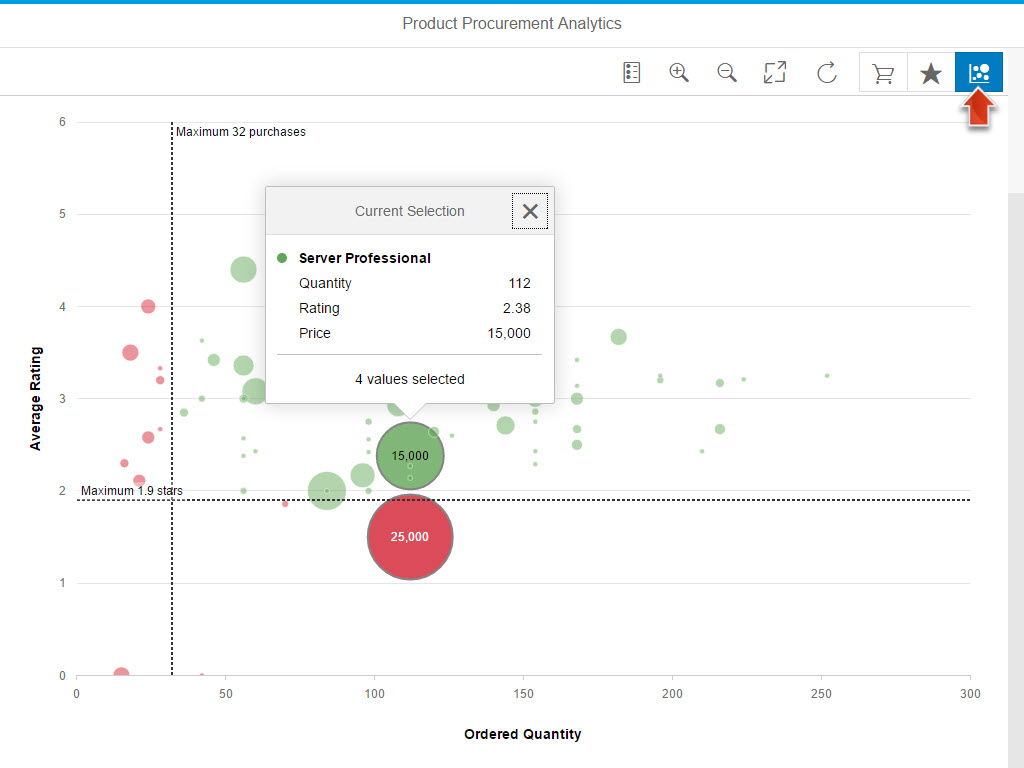 Product Procurement Analytics
6
Maximum 32 purchases
5
Current Selection
Server Professional
Quantity 112
Rating 2.38
Price 15,000
4 values selected
4
3
Average Rating
15,000
2
Maximum 1.9 stars
25,000
1
0
0 50 100 150 200 250 300
Ordered Quantity